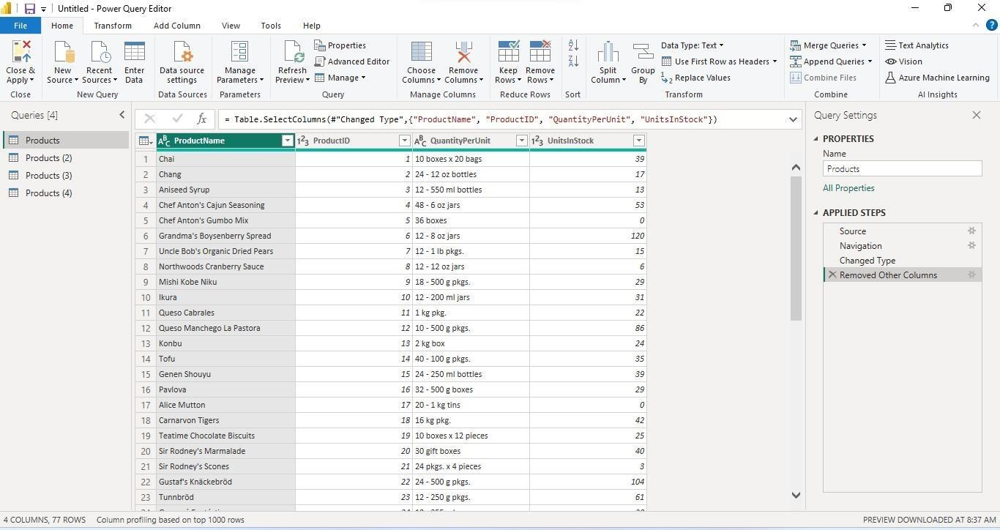 Untitled - Power Query Editor
File Home Transform Add Column View Tools Help
Close & Apply
Close
New Source
Recent Sources
Enter Data
New Query
Data source settings
Data Sources
Manage Parameters
Parameters
Refresh Preview
Properties
Advanced Editor
Manage
Query
Choose Columns
Remove Columns
Manage Columns
Keep Rows
Remove Rows
Reduce Rows
Sort
Split Column
Group By
Data Type: Text
Use First Row as Headers
Replace Values
Transform
Merge Queries
Append Queries
Combine Files
Combine
Text Analytics
Vision
Azure Machine Learning
AI Insights
Queries [4]
Products
Products (2)
Products (3)
Products (4)
fx = Table.SelectColumns(#"Changed Type",{"ProductName", "ProductID", "QuantityPerUnit", "UnitsInStock"})
ABC ProductName 123 ProductID ABC QuantityPerUnit 123 UnitsInStock
1 Chai 1 10 boxes x 20 bags 39
2 Chang 2 24 - 12 oz bottles 17
3 Aniseed Syrup 3 12 - 550 ml bottles 13
4 Chef Anton's Cajun Seasoning 4 48 - 6 oz jars 53
5 Chef Anton's Gumbo Mix 5 36 boxes 0
6 Grandma's Boysenberry Spread 6 12 - 8 oz jars 120
7 Uncle Bob's Organic Dried Pears 7 12 - 1 lb pkgs. 15
8 Northwoods Cranberry Sauce 8 12 - 12 oz jars 6
9 Mishi Kobe Niku 9 18 - 500 g pkgs. 29
10 Ikura 10 12 - 200 ml jars 31
11 Queso Cabrales 11 1 kg pkg. 22
12 Queso Manchego La Pastora 12 10 - 500 g pkgs. 86
13 Konbu 13 2 kg box 24
14 Tofu 14 40 - 100 g pkgs. 35
15 Genen Shouyu 15 24 - 250 ml bottles 39
16 Pavlova 16 32 - 500 g boxes 29
17 Alice Mutton 17 20 - 1 kg tins 0
18 Carnarvon Tigers 18 16 kg pkg. 42
19 Teatime Chocolate Biscuits 19 10 boxes x 12 pieces 25
20 Sir Rodney's Marmalade 20 30 gift boxes 40
21 Sir Rodney's Scones 21 24 pkgs. x 4 pieces 3
22 Gustaf's Knäckebröd 22 24 - 500 g pkgs. 104
23 Tunnbröd 23 12 - 250 g pkgs. 61
Query Settings
PROPERTIES
Name
Products
All Properties
APPLIED STEPS
Source
Navigation
Changed Type
Removed Other Columns
4 COLUMNS, 77 ROWS Column profiling based on top 1000 rows
PREVIEW DOWNLOADED AT 8:37 AM